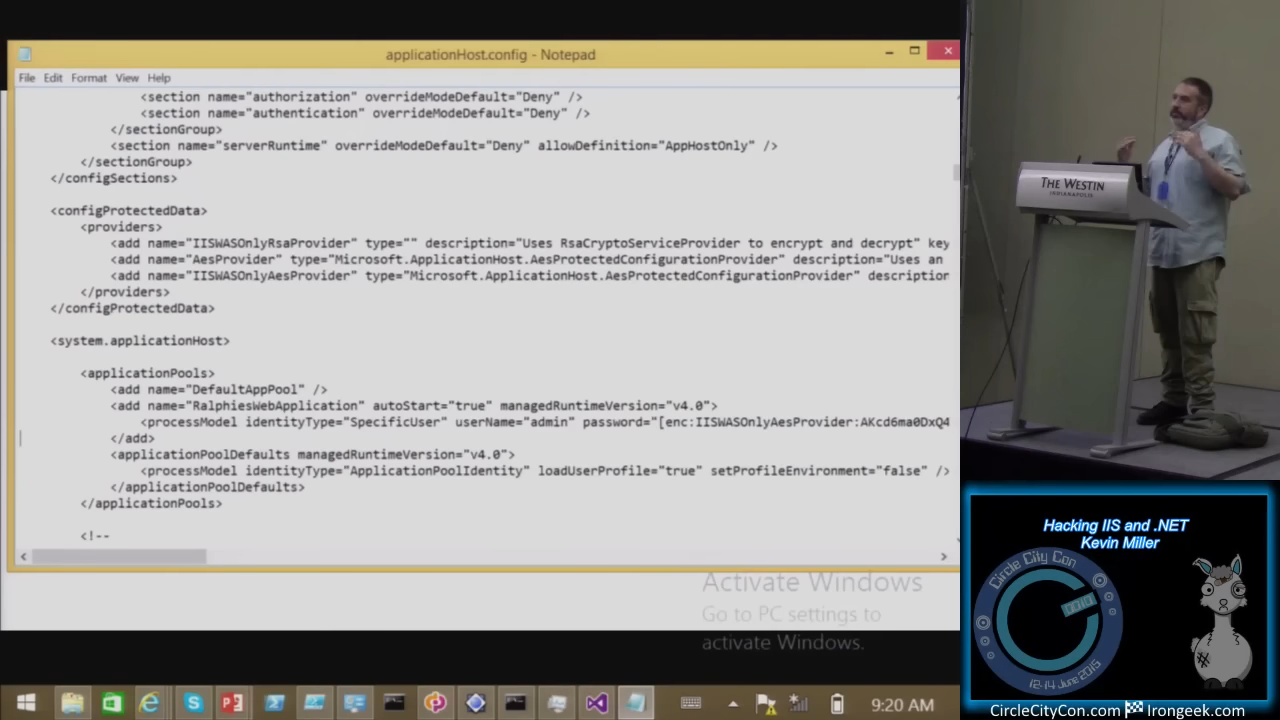 applicationHost.config - Notepad
File Edit Format View Help
<section name="authorization" overrideModeDefault="Deny" />
<section name="authentication" overrideModeDefault="Deny" />
</sectionGroup>
<section name="serverRuntime" overrideModeDefault="Deny" allowDefinition="AppHostOnly" />
</sectionGroup>
</configSections>
<configProtectedData>
<providers>
<add name="IISWASOnlyRsaProvider" type="" description="Uses RsaCryptoServiceProvider to encrypt and decrypt" key
<add name="AesProvider" type="Microsoft.ApplicationHost.AesProtectedConfigurationProvider" description="Uses an
<add name="IISWASOnlyAesProvider" type="Microsoft.ApplicationHost.AesProtectedConfigurationProvider" description
</providers>
</configProtectedData>
<system.applicationHost>
<applicationPools>
<add name="DefaultAppPool" />
<add name="RalphiesWebApplication" autoStart="true" managedRuntimeVersion="v4.0">
<processModel identityType="SpecificUser" userName="admin" password="[enc:IISWASOnlyAesProvider:AKcd6ma0DxQ4
</add>
<applicationPoolDefaults managedRuntimeVersion="v4.0">
<processModel identityType="ApplicationPoolIdentity" loadUserProfile="true" setProfileEnvironment="false" />
</applicationPoolDefaults>
</applicationPools>
<!--
Activate Windows
Go to PC settings to
activate Windows.
9:20 AM
THE WESTIN
INDIANAPOLIS
Hacking IIS and .NET
Kevin Miller
Circle City Con
12-14 June 2015
CircleCityCon.com Irongeek.com